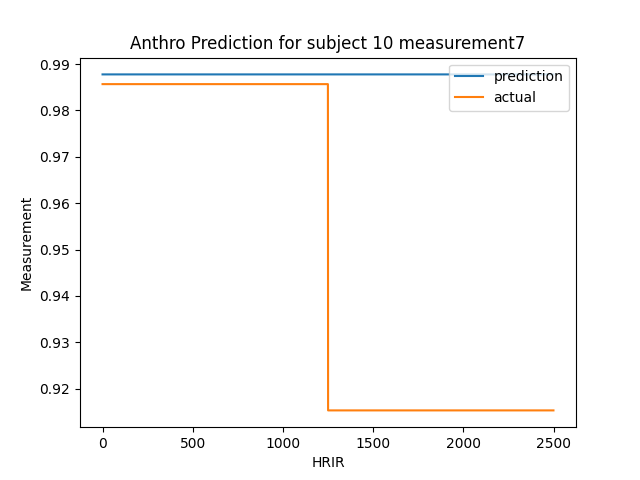 Anthro Prediction for subject 10 measurement7
0.99
0.98
0.97
0.96
0.95
0.94
0.93
0.92
Measurement
prediction
actual
0 500 1000 1500 2000 2500
HRIR